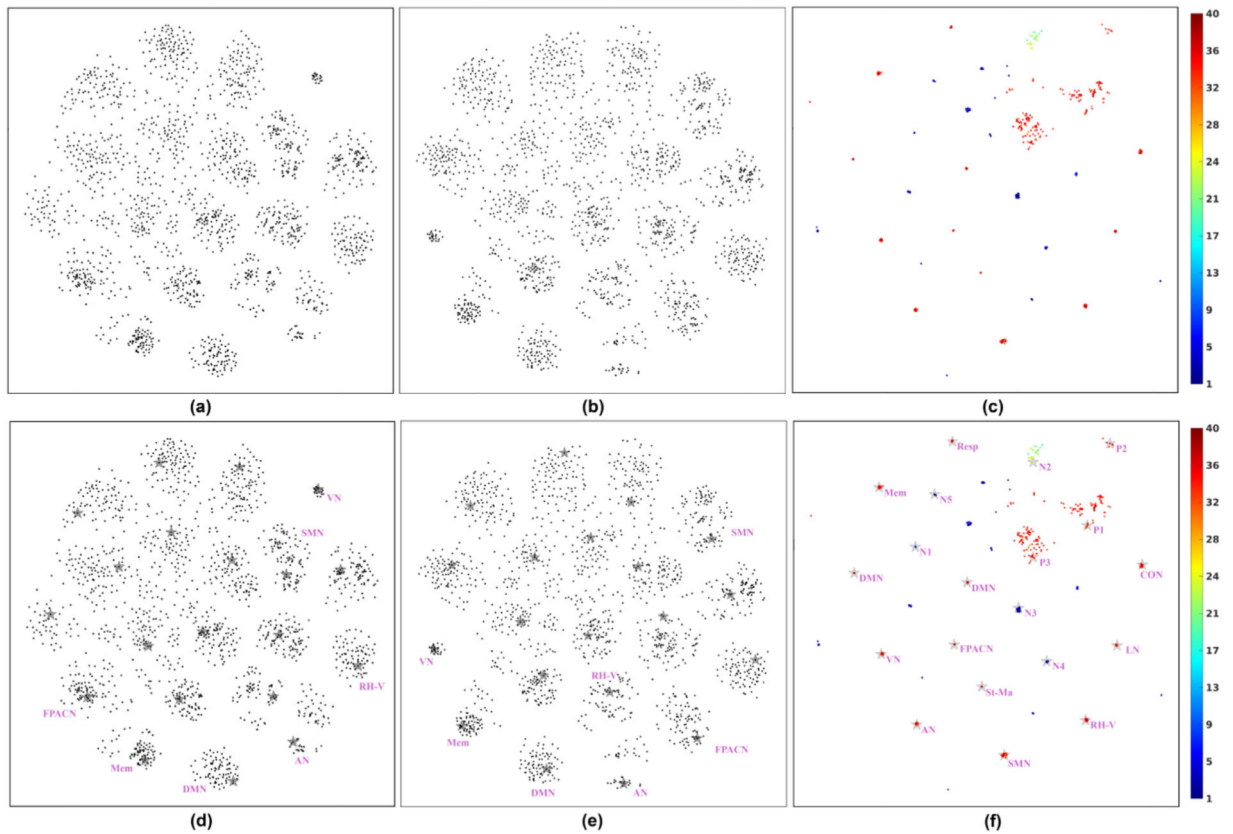 40
36
32
28
24
21
17
13
9
5
1
(a)
(b)
(c)
VN
SMN
RH-V
FPACN
AN
Mem
DMN
SMN
VN
RH-V
Mem
FPACN
DMN
AN
Resp
P2
N2
Mem
N5
P1
N1
P3
CON
DMN
DMN
N3
FPACN
LN
VN
N4
St-Ma
AN
RH-V
SMN
40
36
32
28
24
21
17
13
9
5
1
(d)
(e)
(f)